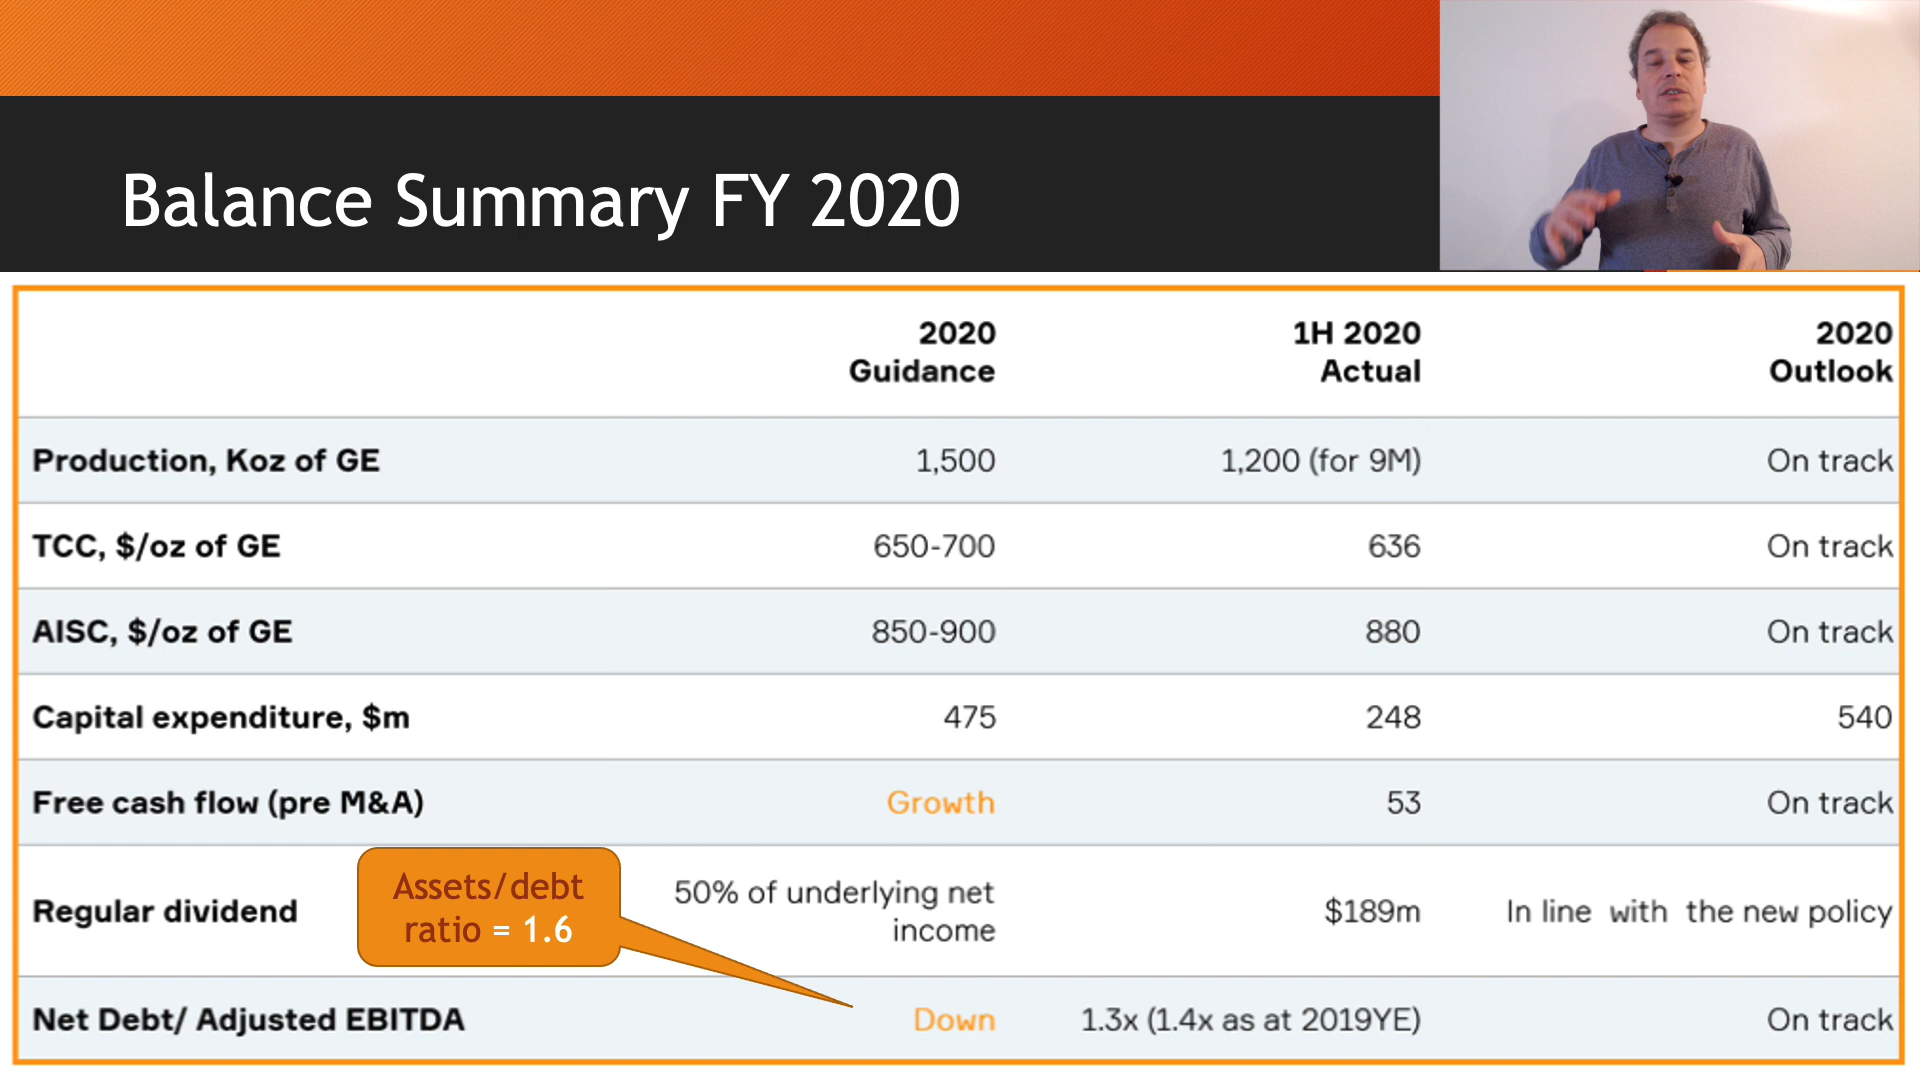 Balance Summary FY 2020
2020 1H 2020 2020
Guidance Actual Outlook
Production, Koz of GE 1,500 1,200 (for 9M) On track
TCC, $/oz of GE 650-700 636 On track
AISC, $/oz of GE 850-900 880 On track
Capital expenditure, $m 475 248 540
Free cash flow (pre M&A) Growth 53 On track
Regular dividend 50% of underlying net income $189m In line with the new policy
Assets/debt
ratio = 1.6
Net Debt/ Adjusted EBITDA Down 1.3x (1.4x as at 2019YE) On track